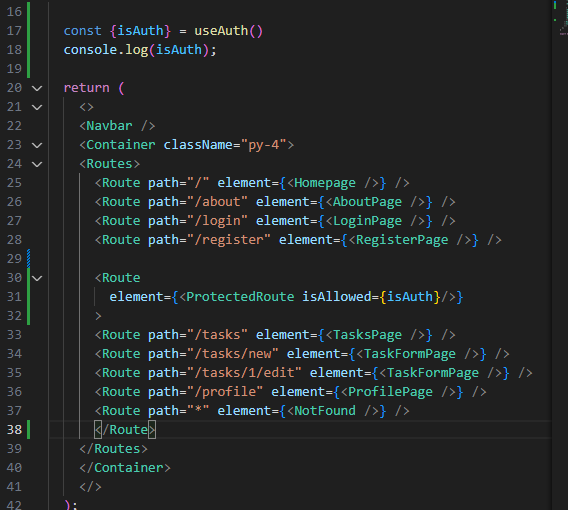 16
17 const {isAuth} = useAuth()
18 console.log(isAuth);
19
20 return (
21 <>
22 <Navbar />
23 <Container className="py-4">
24 <Routes>
25 <Route path="/" element={<Homepage />} />
26 <Route path="/about" element={<AboutPage />} />
27 <Route path="/login" element={<LoginPage />} />
28 <Route path="/register" element={<RegisterPage />} />
29
30 <Route
31 element={<ProtectedRoute isAllowed={isAuth}/>}
32 >
33 <Route path="/tasks" element={<TasksPage />} />
34 <Route path="/tasks/new" element={<TaskFormPage />} />
35 <Route path="/tasks/1/edit" element={<TaskFormPage />} />
36 <Route path="/profile" element={<ProfilePage />} />
37 <Route path="*" element={<NotFound />} />
38 </Route>
39 </Routes>
40 </Container>
41 </>
42 );